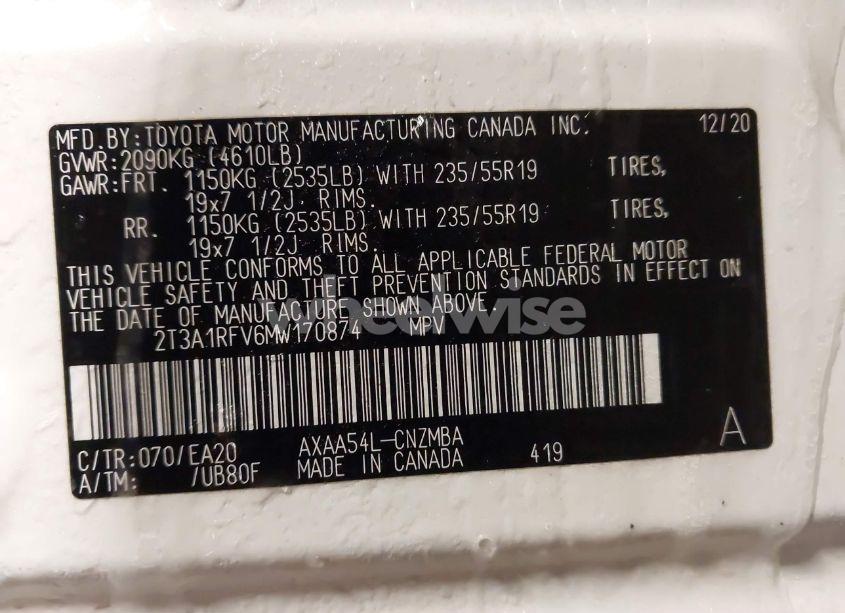 MFD.BY:TOYOTA MOTOR MANUFACTURING CANADA INC. 12/20
GVWR:2090KG (4610LB)
GAWR:FRT. 1150KG (2535LB) WITH 235/55R19 TIRES,
19x7 1/2J RIMS.
RR. 1150KG (2535LB) WITH 235/55R19 TIRES,
19x7 1/2J RIMS.
THIS VEHICLE CONFORMS TO ALL APPLICABLE FEDERAL MOTOR
VEHICLE SAFETY AND THEFT PREVENTION STANDARDS IN EFFECT ON
THE DATE OF MANUFACTURE SHOWN ABOVE.
wheelwise
2T3A1RFV6MW170874 MPV
C/TR:070/EA20 AXAA54L-CNZMBA 419 A
A/TM: /UB80F MADE IN CANADA